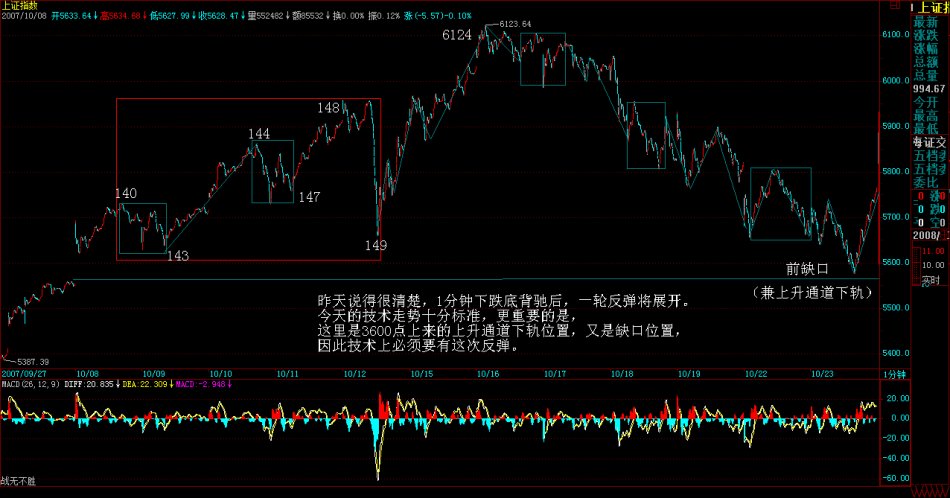 上证指数
2007/10/08 开5633.64↓ 高5634.68↓ 低5627.99↓ 收5628.47↓ 量552482↓ 额85532↓ 换0.00% 振0.12% 涨(-5.57)-0.10%
6124
6123.64
148
144
140
147
143
149
5387.39
前缺口
(兼上升通道下轨)
昨天说得很清楚，1分钟下跌底背驰后，一轮反弹将展开。
今天的技术走势十分标准，更重要的是，
这里是3600点上来的上升通道下轨位置，又是缺口位置，
因此技术上必须要有这次反弹。
6100.0
6000.0
5900.0
5800.0
5700.0
5600.0
5500.0
5400.0
2007/09/27 10/08 10/09 10/10 10/11 10/12 10/15 10/16 10/17 10/18 10/19 10/22 10/23 1分钟
MACD(26,12,9) DIFF:20.835↓ DEA:22.309↓ MACD:-2.948↓
20.00
0.00
-20.00
-40.00
-60.00
战无不胜
上证指
最新
涨跌
涨幅
总额
总量
994.67
今开
最高
最低
每证交
五档
五档
委比
0 涨0
0 跌0
0 空0
2008/
11.00
10.00
实时